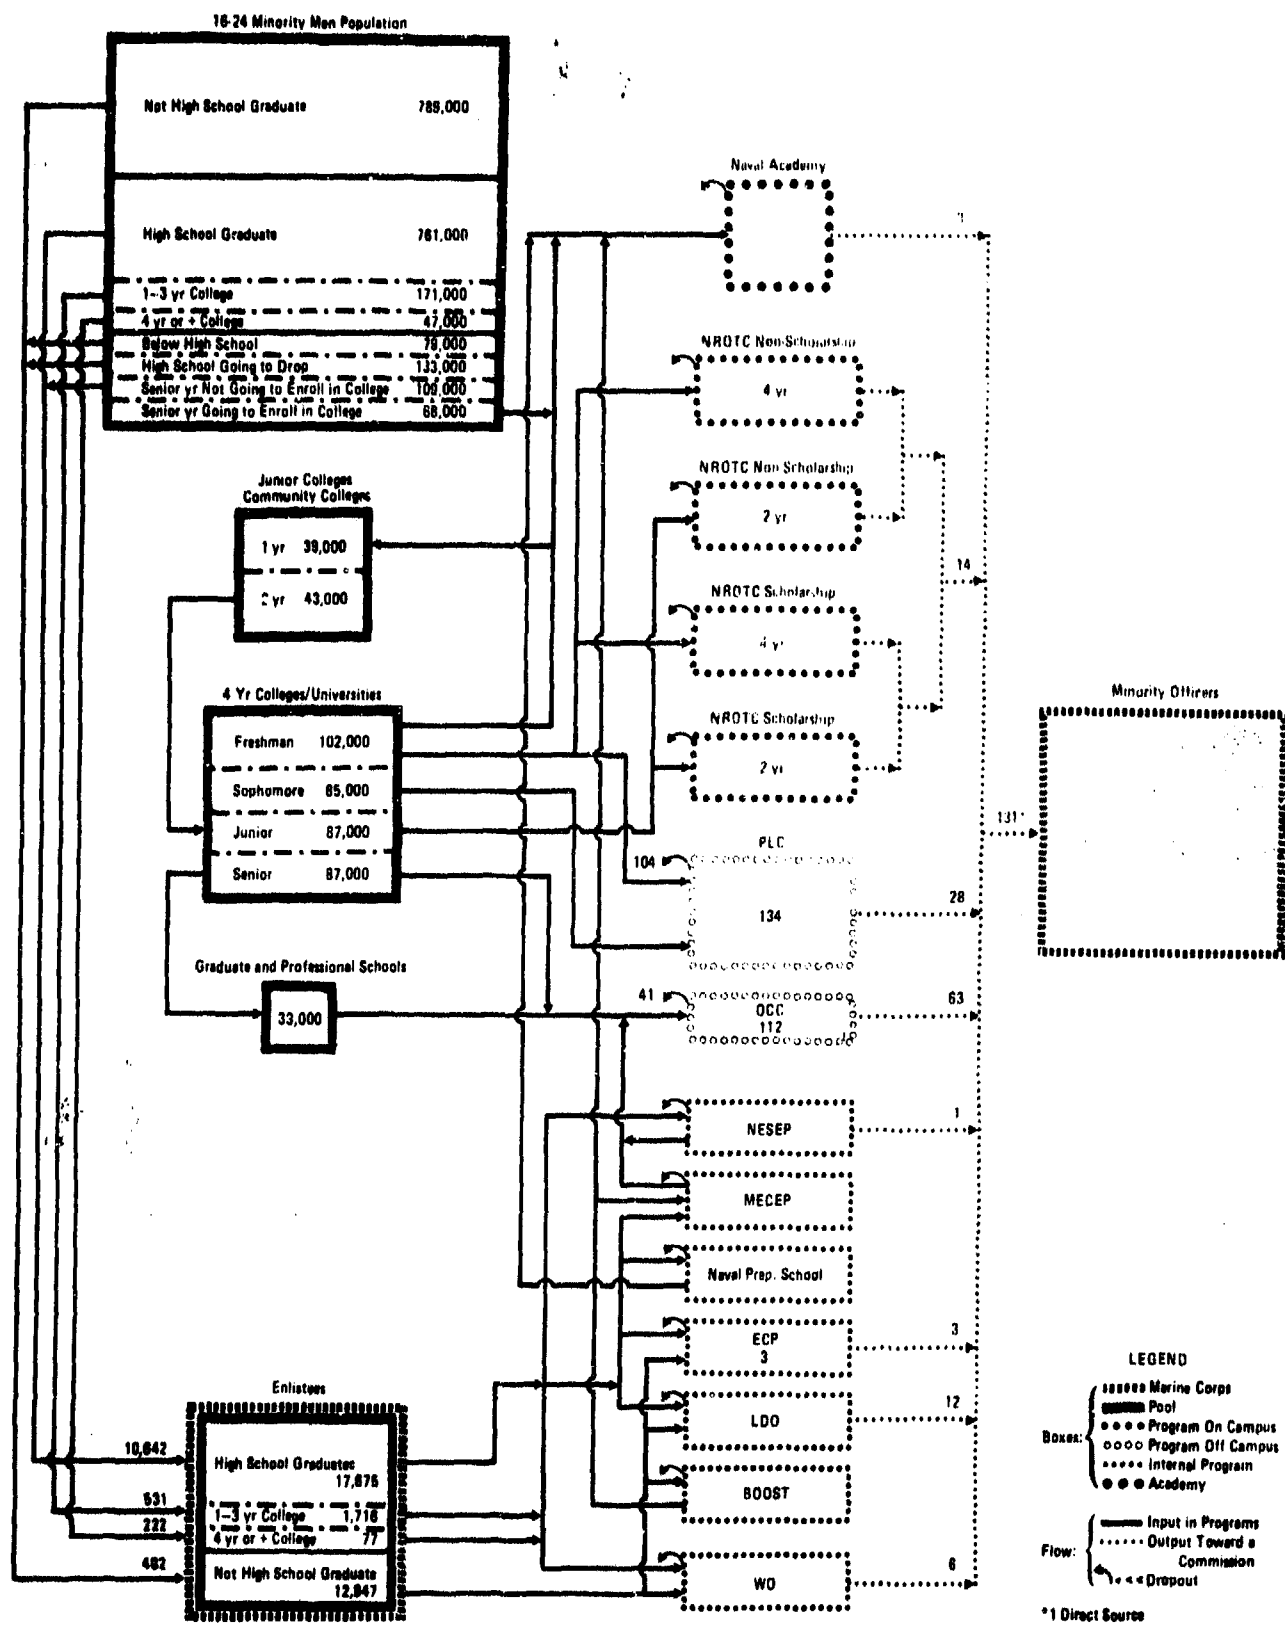 16-24 Minority Men Population
Not High School Graduate 789,000
High School Graduate 761,000
1-3 yr College 171,000
4 yr or + College 47,000
Below High School 79,000
High School Going to Drop 133,000
Senior yr Not Going to Enroll in College 109,000
Senior yr Going to Enroll in College 68,000
Naval Academy
NROTC Non-Scholarship
4 yr
NROTC Non Scholarship
2 yr
Junior Colleges
Community Colleges
1 yr 39,000
2 yr 43,000
14
NROTC Scholarship
4 yr
NROTC Scholarship
2 yr
4 Yr Colleges/Universities
Freshman 102,000
Sophomore 85,000
Junior 87,000
Senior 87,000
Minority Officers
131*
PLC
104
134
28
Graduate and Professional Schools
33,000
41
OCC
112
63
NESEP
1
MECEP
Naval Prep. School
ECP
3
3
LDO
12
BOOST
WO
6
Enlistees
10,642
High School Graduates
17,675
531
1-3 yr College 1,716
222
4 yr or + College 77
482
Not High School Graduate
12,947
LEGEND
Boxes:
Marine Corps
Pool
Program On Campus
Program Off Campus
Internal Program
Academy
Flow:
Input in Programs
Output Toward a
Commission
Dropout
*1 Direct Source